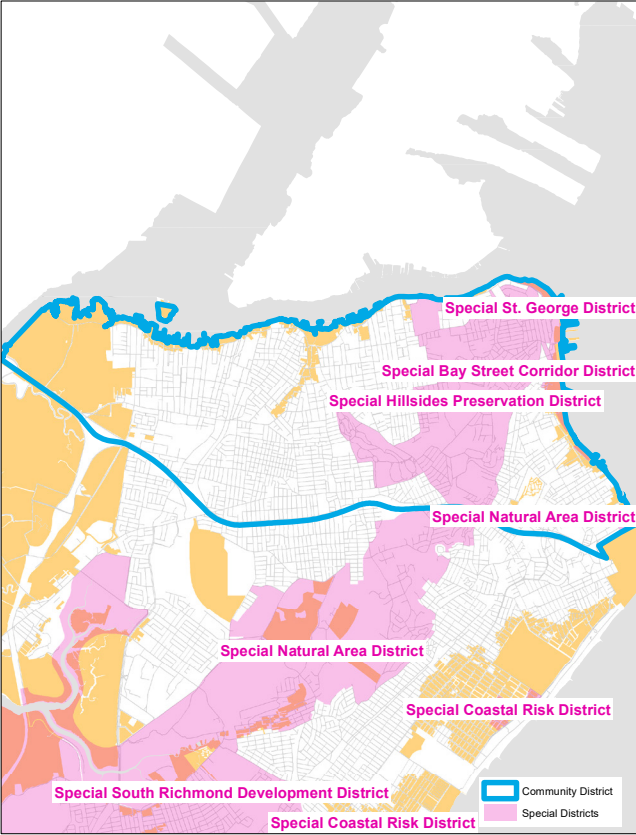 Special St. George District
Special Bay Street Corridor District
Special Hillsides Preservation District
Special Natural Area District
Special Natural Area District
Special Coastal Risk District
Special South Richmond Development District
Special Coastal Risk District
Community District
Special Districts